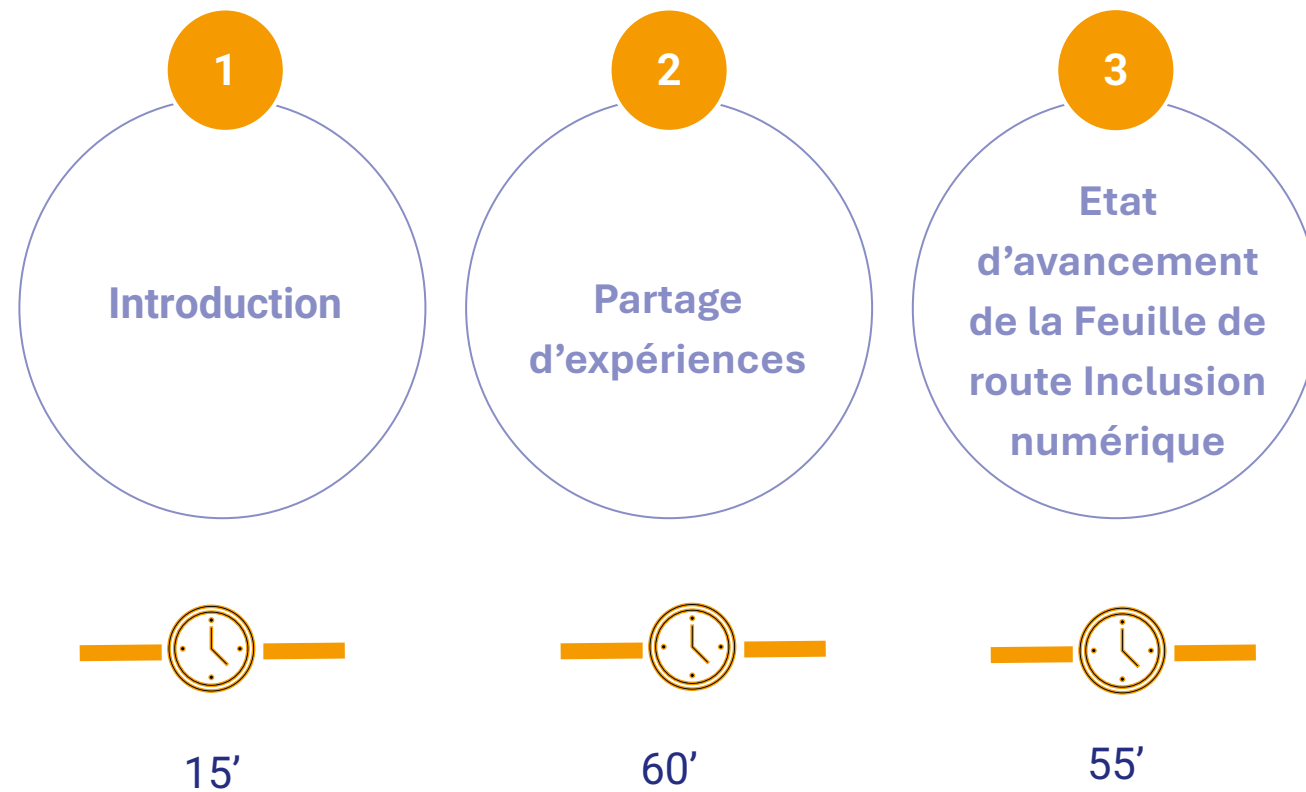 1
Introduction
15’
2
Partage
d’expériences
60’
3
Etat
d’avancement
de la Feuille de
route Inclusion
numérique
55’